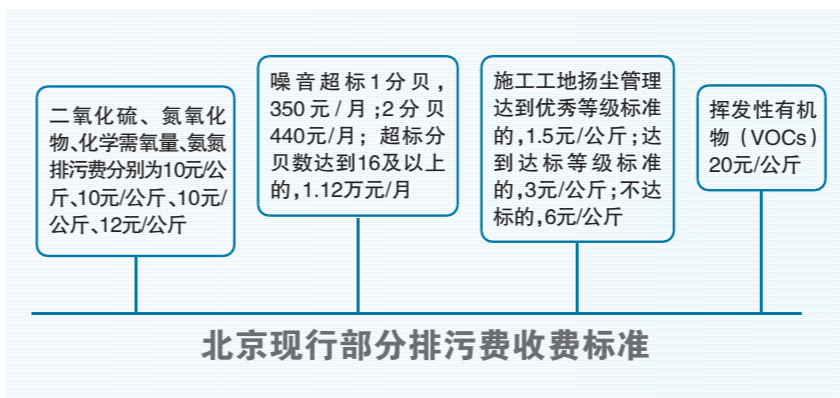 二氧化硫、氮氧化
物、化学需氧量、氨氮
排污费分别为10元/公
斤、10元/公斤、10元/
公斤、12元/公斤
噪音超标1分贝，
350元/月；2分贝
440元/月；超标分
贝数达到16及以上
的，1.12万元/月
施工工地扬尘管理
达到优秀等级标准
的，1.5元/公斤；达
到达标等级标准
的，3元/公斤；不达
标的，6元/公斤
挥发性有机
物（VOCs）
20元/公斤
北京现行部分排污费收费标准